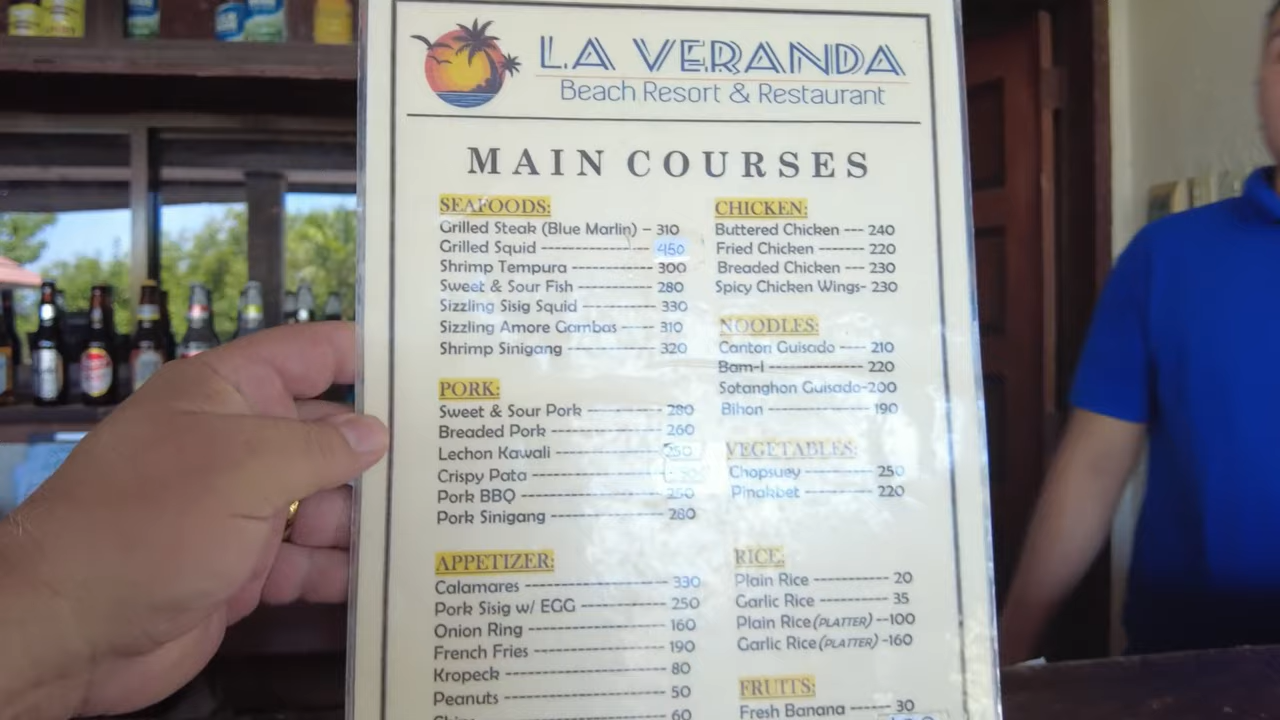 LA VERANDA
Beach Resort & Restaurant
MAIN COURSES
SEAFOODS:
Grilled Steak (Blue Marlin) – 310
Grilled Squid ---------------- 450
Shrimp Tempura ------------ 300
Sweet & Sour Fish ---------- 280
Sizzling Sisig Squid ---------- 330
Sizzling Amore Gambas ---- 310
Shrimp Sinigang ------------- 320
PORK:
Sweet & Sour Pork ---------- 280
Breaded Pork --------------- 260
Lechon Kawali
Crispy Pata
Pork BBQ ------------------- 250
Pork Sinigang --------------- 280
APPETIZER:
Calamares ------------------- 330
Pork Sisig w/ EGG ----------- 250
Onion Ring ------------------ 160
French Fries ----------------- 190
Kropeck --------------------- 80
Peanuts --------------------- 50
60
CHICKEN:
Buttered Chicken --- 240
Fried Chicken ------- 220
Breaded Chicken --- 230
Spicy Chicken Wings- 230
NOODLES:
Canton Guisado ---- 210
Bam-I --------------- 220
Sotanghon Guisado-200
Bihon --------------- 190
VEGETABLES:
Chopsuey ----------- 250
Pinakbet ------------ 220
RICE:
Plain Rice ----------- 20
Garlic Rice ---------- 35
Plain Rice (PLATTER) --100
Garlic Rice (PLATTER) -160
FRUITS:
Fresh Banana ------ 30